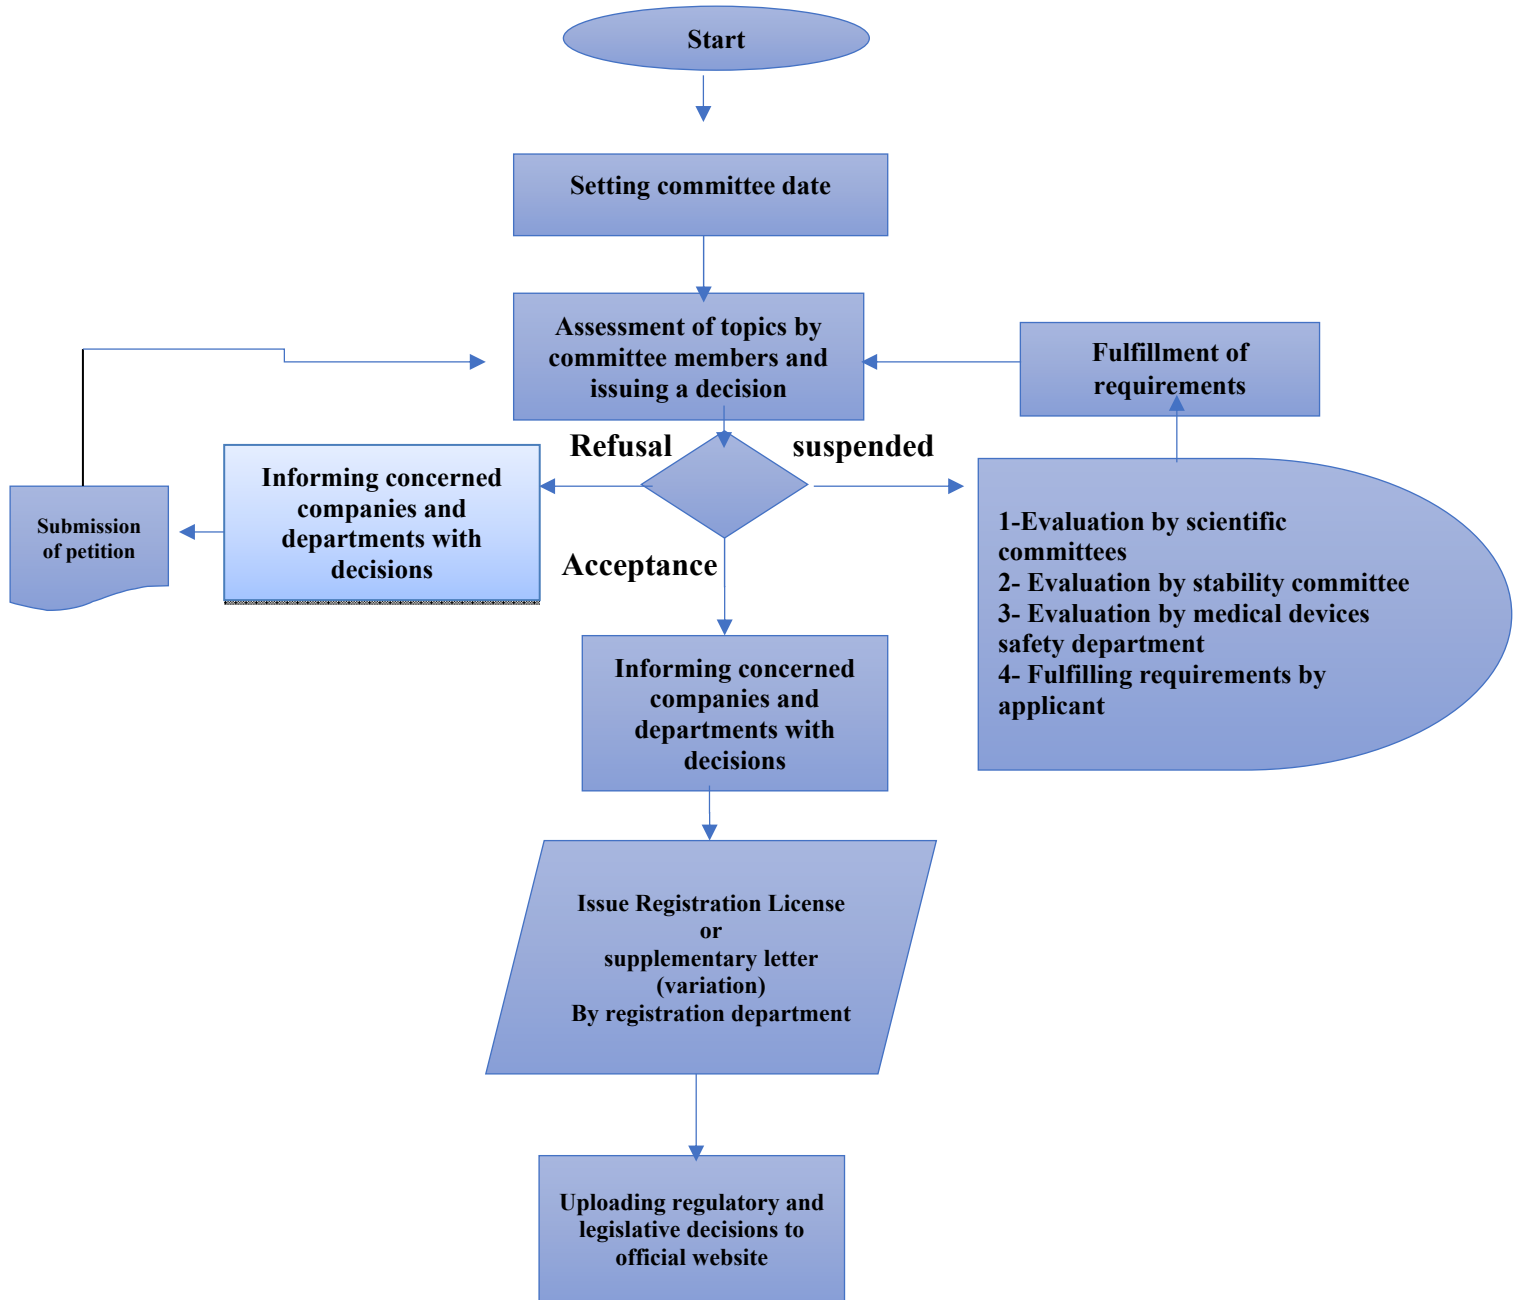 Start
Setting committee date
Assessment of topics by
committee members and
issuing a decision
Fulfillment of
requirements
Refusal
suspended
Informing concerned
companies and
departments with
decisions
Submission
of petition
1-Evaluation by scientific
committees
2- Evaluation by stability committee
3- Evaluation by medical devices
safety department
4- Fulfilling requirements by
applicant
Acceptance
Informing concerned
companies and
departments with
decisions
Issue Registration License
or
supplementary letter
(variation)
By registration department
Uploading regulatory and
legislative decisions to
official website